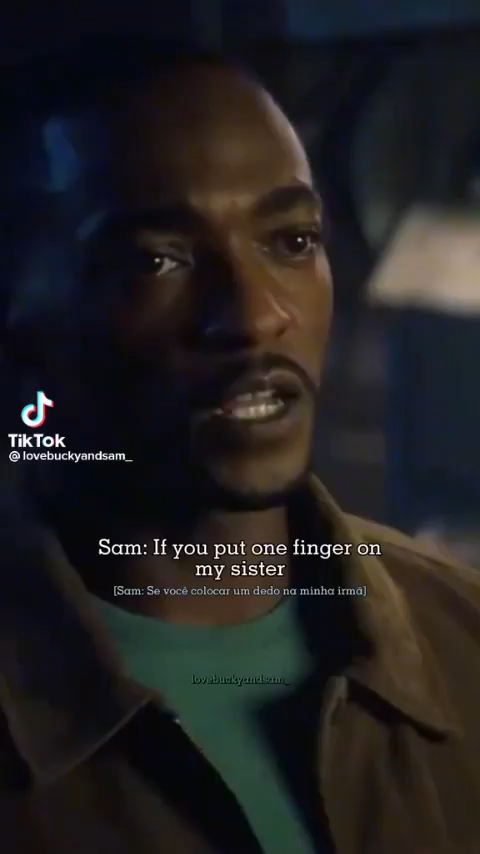 TikTok
@lovebuckyandsam_
Sam: If you put one finger on
my sister
[Sam: Se você colocar um dedo na minha irmã]
lovebuckyandsam_